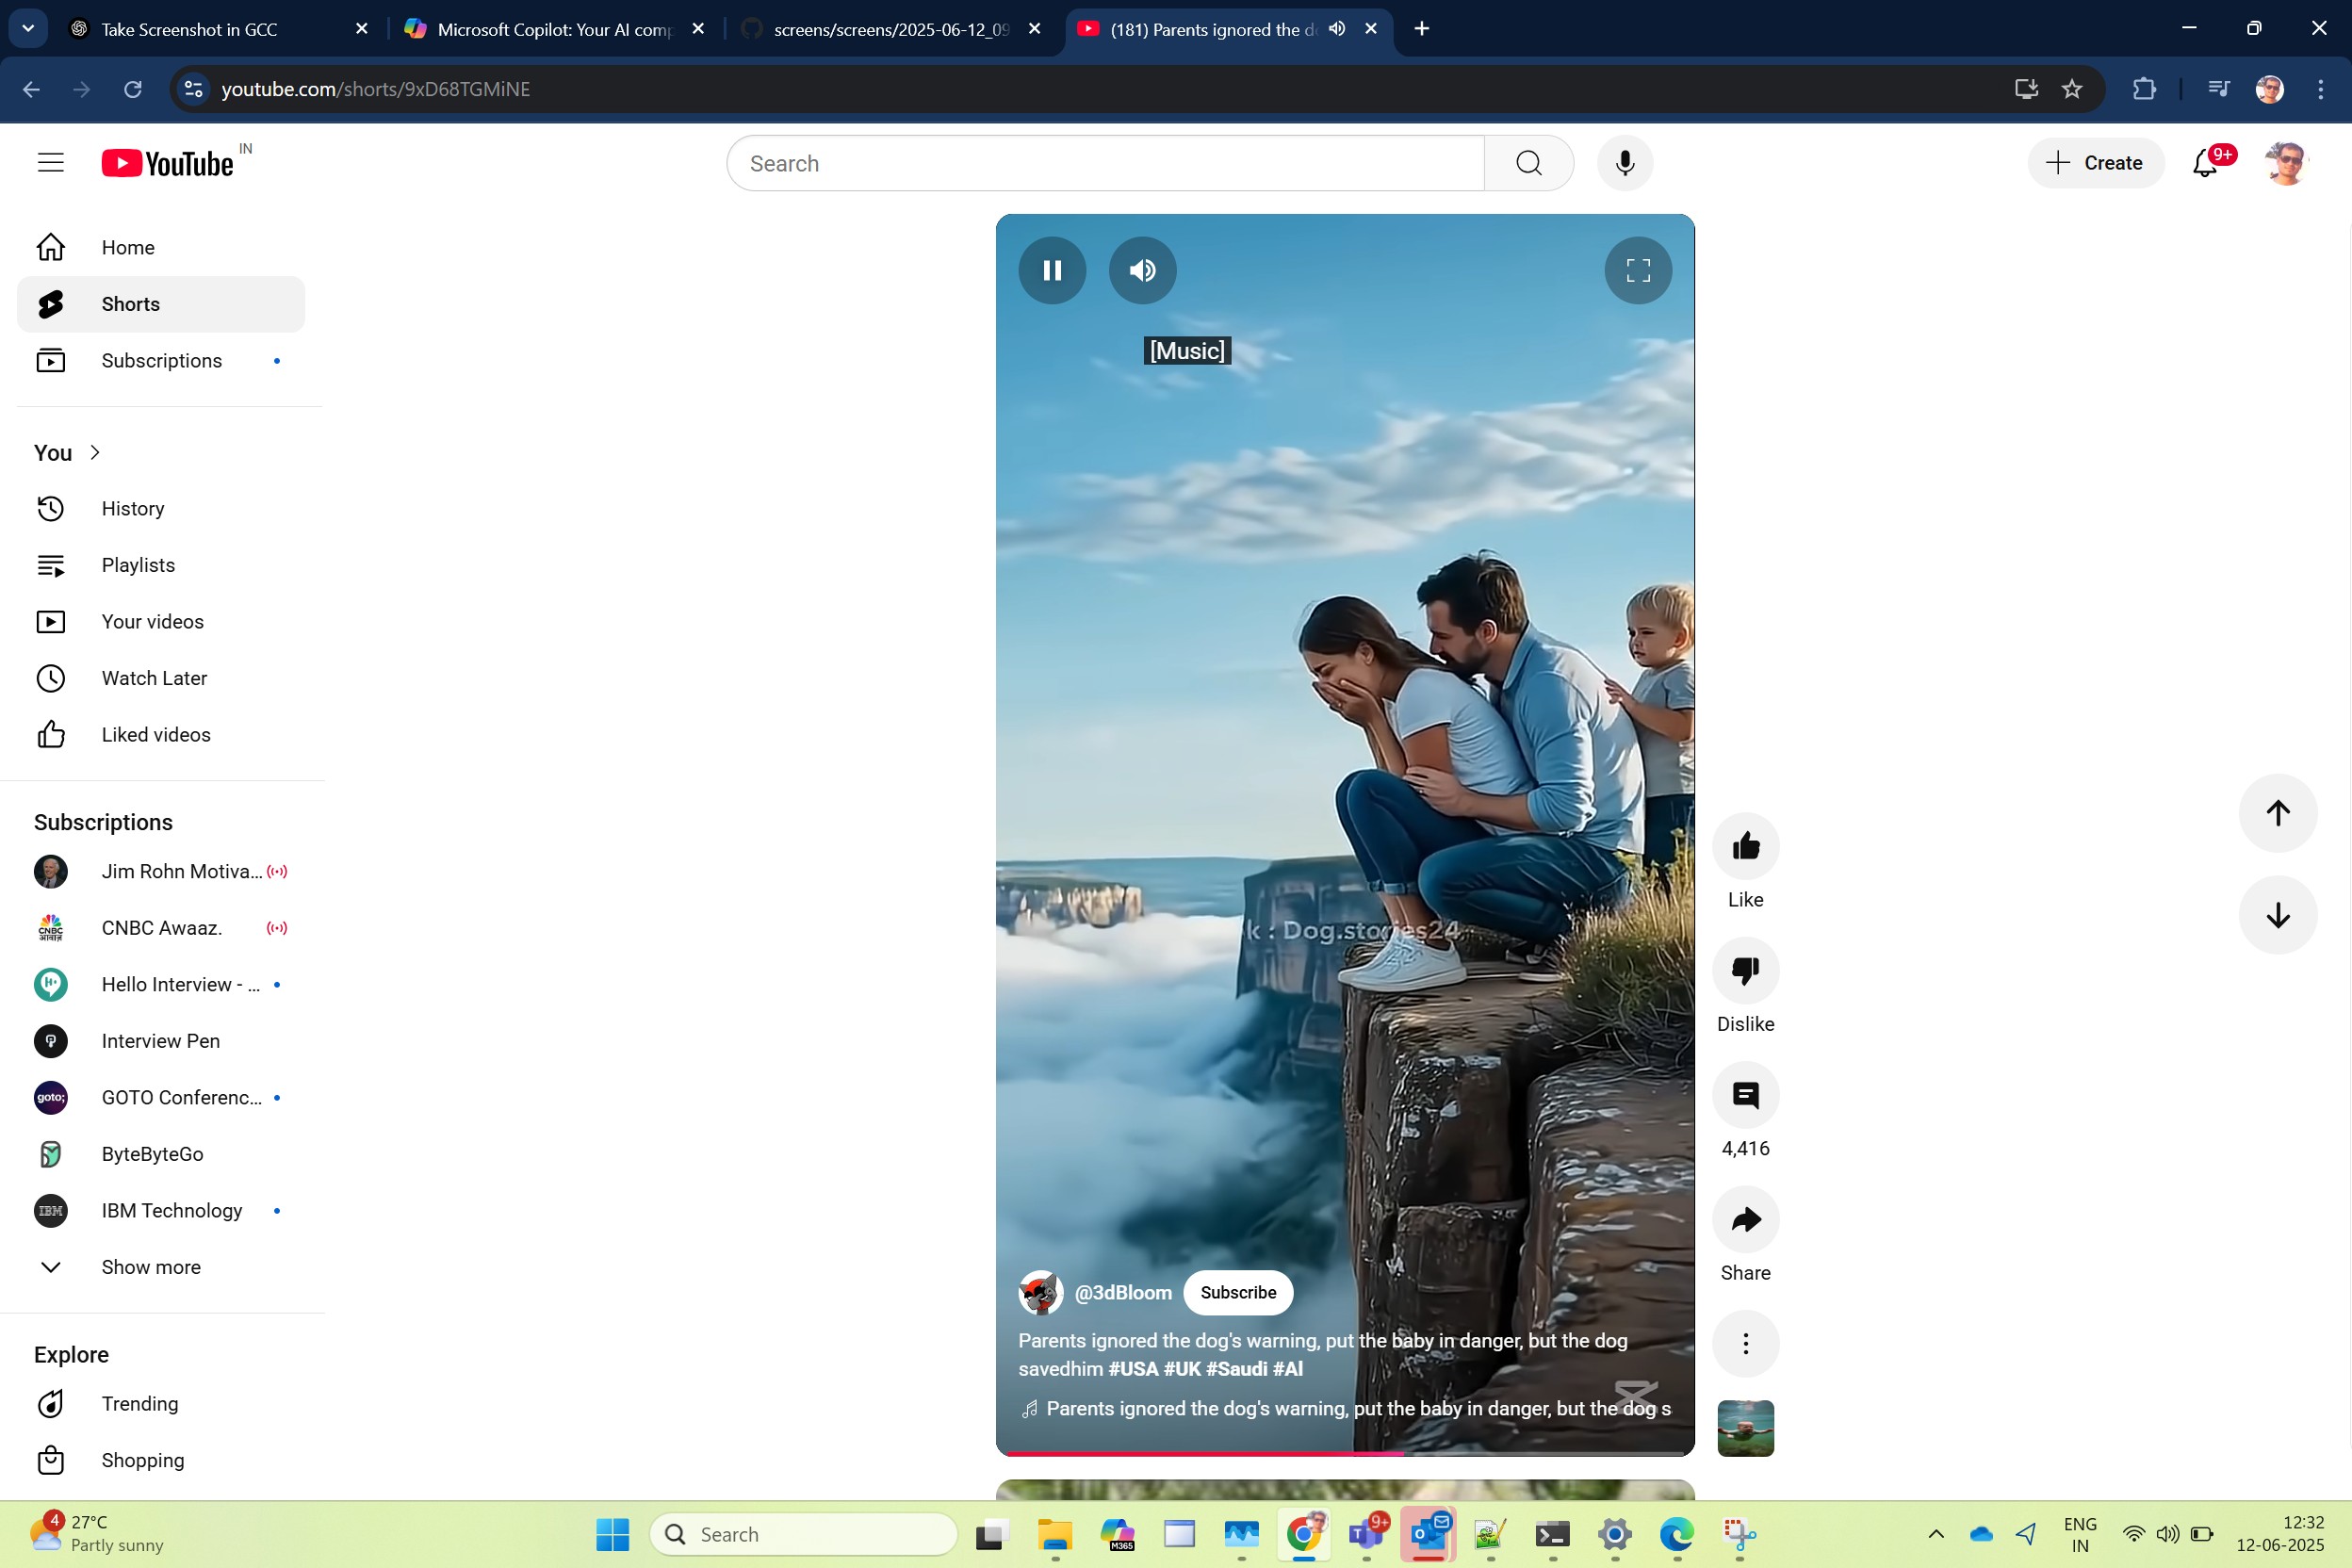 Take Screenshot in GCC
Microsoft Copilot: Your AI comp
screens/screens/2025-06-12_09
(181) Parents ignored the d
youtube.com/shorts/9xD68TGMiNE
YouTube IN
Search
Create
9+
Home
Shorts
Subscriptions
You
History
Playlists
Your videos
Watch Later
Liked videos
Subscriptions
Jim Rohn Motiva...
CNBC Awaaz.
Hello Interview - ...
Interview Pen
GOTO Conferenc...
ByteByteGo
IBM Technology
Show more
Explore
Trending
Shopping
[Music]
k : Dog.stories24
@3dBloom
Subscribe
Parents ignored the dog's warning, put the baby in danger, but the dog
savedhim #USA #UK #Saudi #Al
Parents ignored the dog's warning, put the baby in danger, but the dog s
Like
Dislike
4,416
Share
4
27°C
Partly sunny
Search
M365
9+
ENG
IN
12:32
12-06-2025